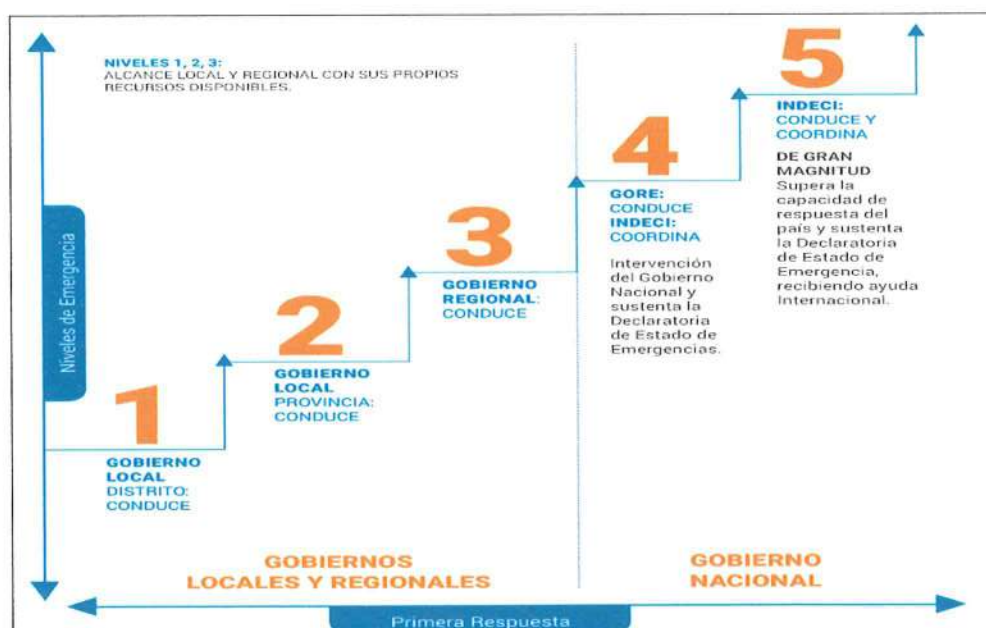 NIVELES 1, 2, 3:
ALCANCE LOCAL Y REGIONAL CON SUS PROPIOS
RECURSOS DISPONIBLES.
Niveles de Emergencia
1
GOBIERNO
LOCAL
DISTRITO:
CONDUCE
2
GOBIERNO
LOCAL
PROVINCIA:
CONDUCE
3
GOBIERNO
REGIONAL:
CONDUCE
4
GORE:
CONDUCE
INDECI:
COORDINA
Intervención
del Gobierno
Nacional y
sustenta la
Declaratoria
de Estado de
Emergencias.
5
INDECI:
CONDUCE Y
COORDINA
DE GRAN
MAGNITUD
Supera la
capacidad de
respuesta del
país y sustenta
la Declaratoria
de Estado de
Emergencia,
recibiendo ayuda
Internacional.
GOBIERNOS
LOCALES Y REGIONALES
GOBIERNO
NACIONAL
Primera Respuesta